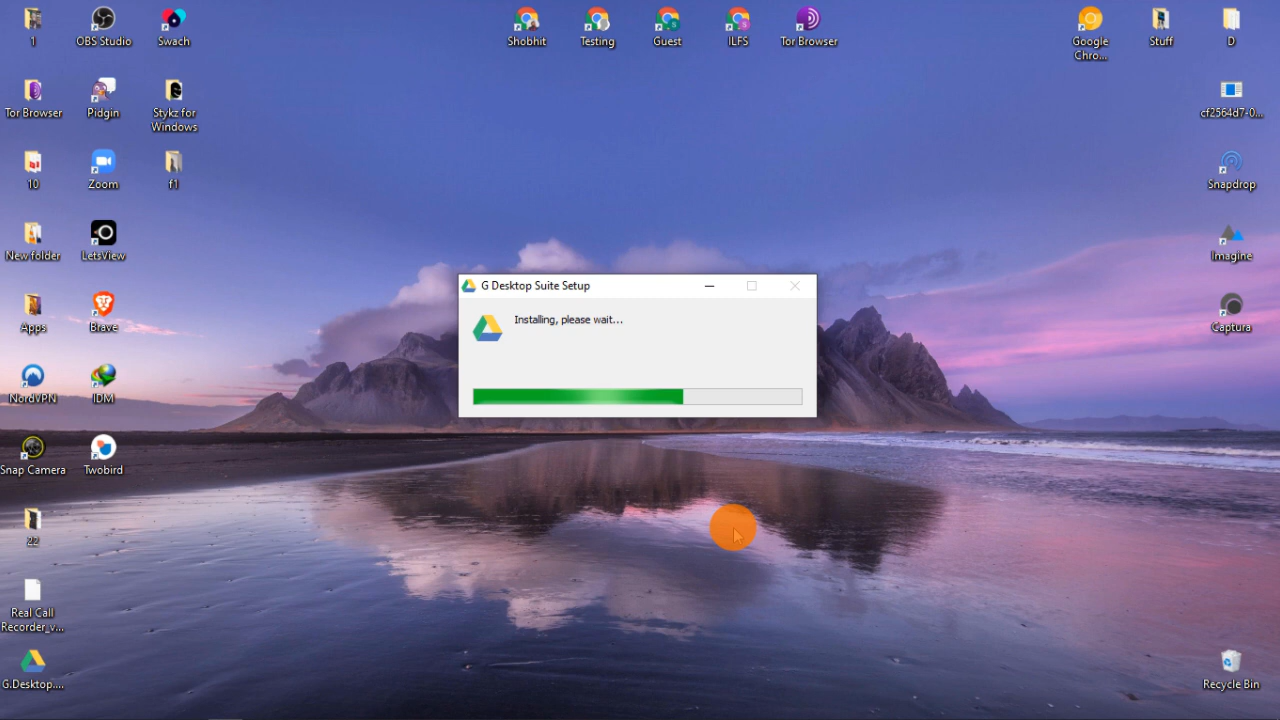 1
OBS Studio
Swach
Shobhit
Testing
Guest
ILFS
Tor Browser
Google
Chro...
Stuff
D
Tor Browser
Pidgin
Stykz for
Windows
cf2564d7-0...
10
Zoom
f1
Snapdrop
New folder
LetsView
Imagine
G Desktop Suite Setup
Installing, please wait...
Apps
Brave
Captura
NordVPN
IDM
Snap Camera
Twobird
22
Real Call
Recorder_v...
G.Desktop....
Recycle Bin